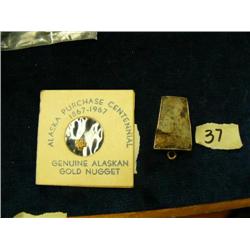 ALASKA PURCHASE CENTENNIAL
1867-1967
GENUINE ALASKAN
GOLD NUGGET
37